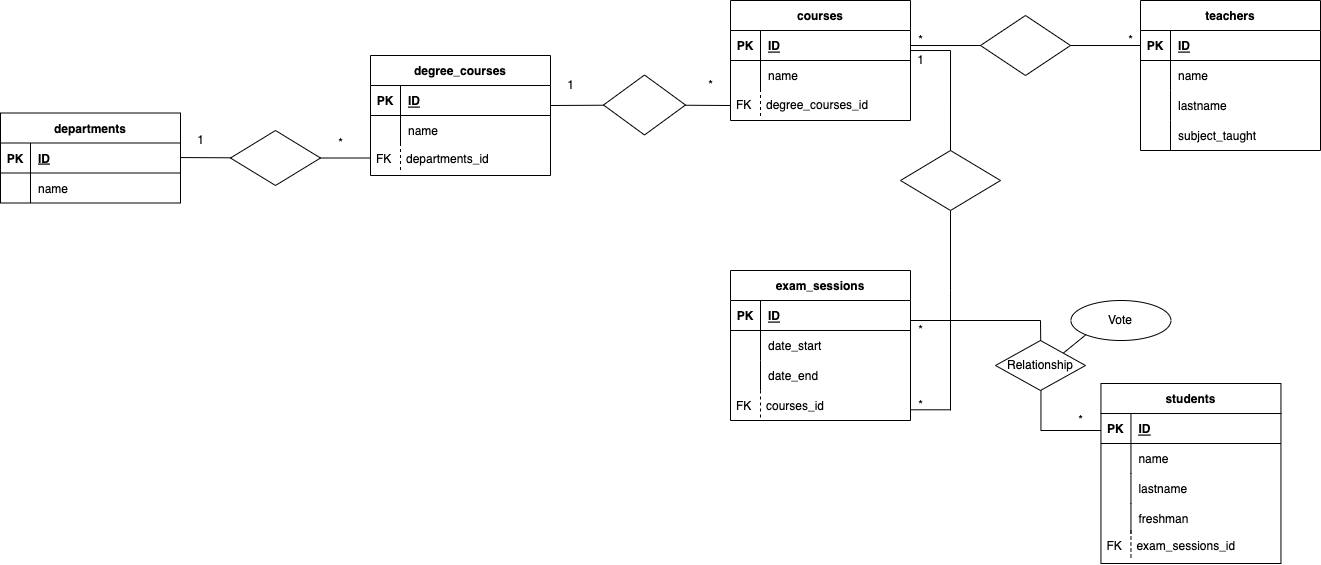 departments
PK ID
name
1
*
degree_courses
PK ID
name
FK departments_id
1
*
courses
PK ID
name
FK degree_courses_id
*
*
1
teachers
PK ID
name
lastname
subject_taught
exam_sessions
PK ID
date_start
date_end
FK courses_id
*
*
Vote
Relationship
*
students
PK ID
name
lastname
freshman
FK exam_sessions_id